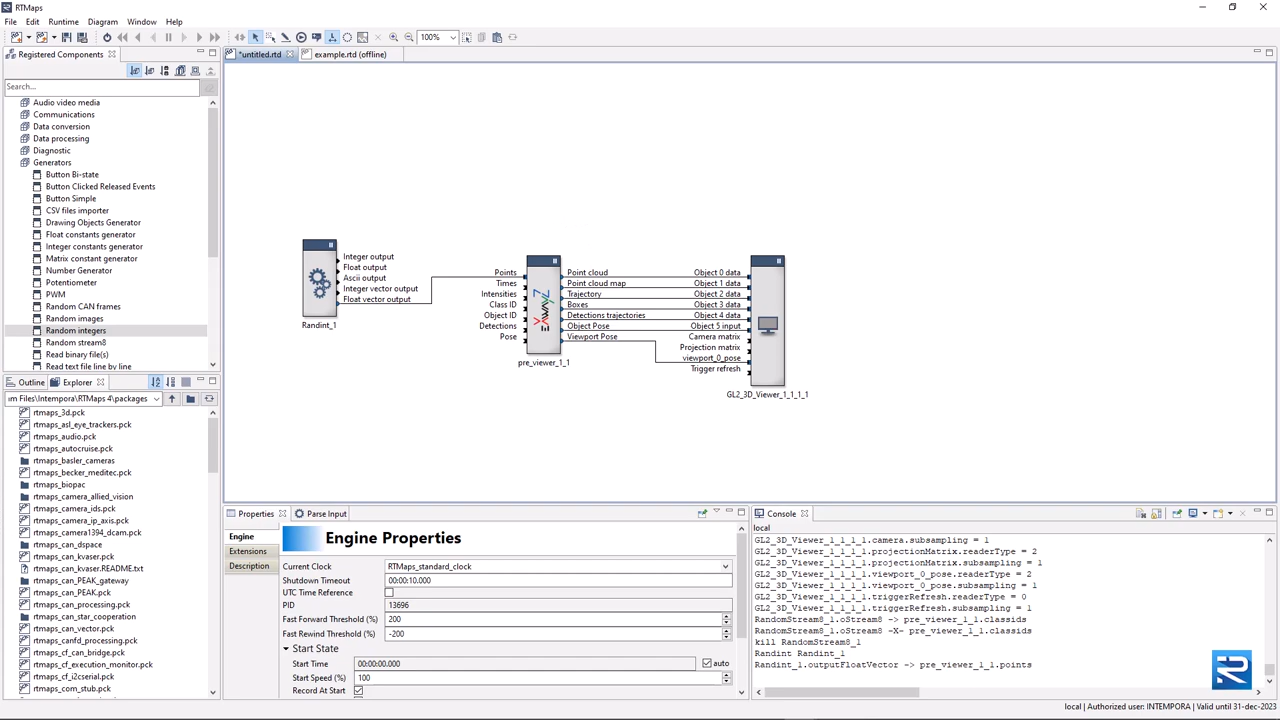 RTMaps
File Edit Runtime Diagram Window Help
100%
Registered Components
*untitled.rtd
example.rtd (offline)
Search...
Audio video media
Communications
Data conversion
Data processing
Diagnostic
Generators
Button Bi-state
Button Clicked Released Events
Button Simple
CSV files importer
Drawing Objects Generator
Float constants generator
Integer constants generator
Matrix constant generator
Number Generator
Potentiometer
PWM
Random CAN frames
Random images
Random integers
Random stream8
Read binary file(s)
Read text file line by line
Integer output
Float output
Ascii output
Integer vector output
Float vector output
Randint_1
Points
Times
Intensities
Class ID
Object ID
Detections
Pose
Point cloud
Point cloud map
Trajectory
Boxes
Detections trajectories
Object Pose
Viewport Pose
pre_viewer_1_1
Object 0 data
Object 1 data
Object 2 data
Object 3 data
Object 4 data
Object 5 input
Camera matrix
Projection matrix
viewport_0_pose
Trigger refresh
GL2_3D_Viewer_1_1_1_1
Outline
Explorer
ım Files\Intempora\RTMaps 4\packages
rtmaps_3d.pck
rtmaps_asl_eye_trackers.pck
rtmaps_audio.pck
rtmaps_autocruise.pck
rtmaps_basler_cameras
rtmaps_becker_meditec.pck
rtmaps_biopac
rtmaps_camera_allied_vision
rtmaps_camera_ids.pck
rtmaps_camera_ip_axis.pck
rtmaps_camera1394_dcam.pck
rtmaps_can_dspace
rtmaps_can_kvaser.pck
rtmaps_can_kvaser.README.txt
rtmaps_can_PEAK_gateway
rtmaps_can_PEAK.pck
rtmaps_can_processing.pck
rtmaps_can_star_cooperation
rtmaps_can_vector.pck
rtmaps_canfd_processing.pck
rtmaps_cf_can_bridge.pck
rtmaps_cf_execution_monitor.pck
rtmaps_cf_i2cserial.pck
rtmaps_com_stub.pck
Properties
Parse Input
Engine
Extensions
Description
Engine Properties
Current Clock RTMaps_standard_clock
Shutdown Timeout 00:00:10.000
UTC Time Reference
PID 13696
Fast Forward Threshold (%) 200
Fast Rewind Threshold (%) -200
Start State
Start Time 00:00:00.000 auto
Start Speed (%) 100
Record At Start
Console
local
GL2_3D_Viewer_1_1_1_1.camera.subsampling = 1
GL2_3D_Viewer_1_1_1_1.projectionMatrix.readerType = 2
GL2_3D_Viewer_1_1_1_1.projectionMatrix.subsampling = 1
GL2_3D_Viewer_1_1_1_1.viewport_0_pose.readerType = 2
GL2_3D_Viewer_1_1_1_1.viewport_0_pose.subsampling = 1
GL2_3D_Viewer_1_1_1_1.triggerRefresh.readerType = 0
GL2_3D_Viewer_1_1_1_1.triggerRefresh.subsampling = 1
RandomStream8_1.oStream8 -> pre_viewer_1_1.classids
RandomStream8_1.oStream8 -X- pre_viewer_1_1.classids
kill RandomStream8_1
Randint Randint_1
Randint_1.outputFloatVector -> pre_viewer_1_1.points
local | Authorized user: INTEMPORA | Valid until 31-dec-2023